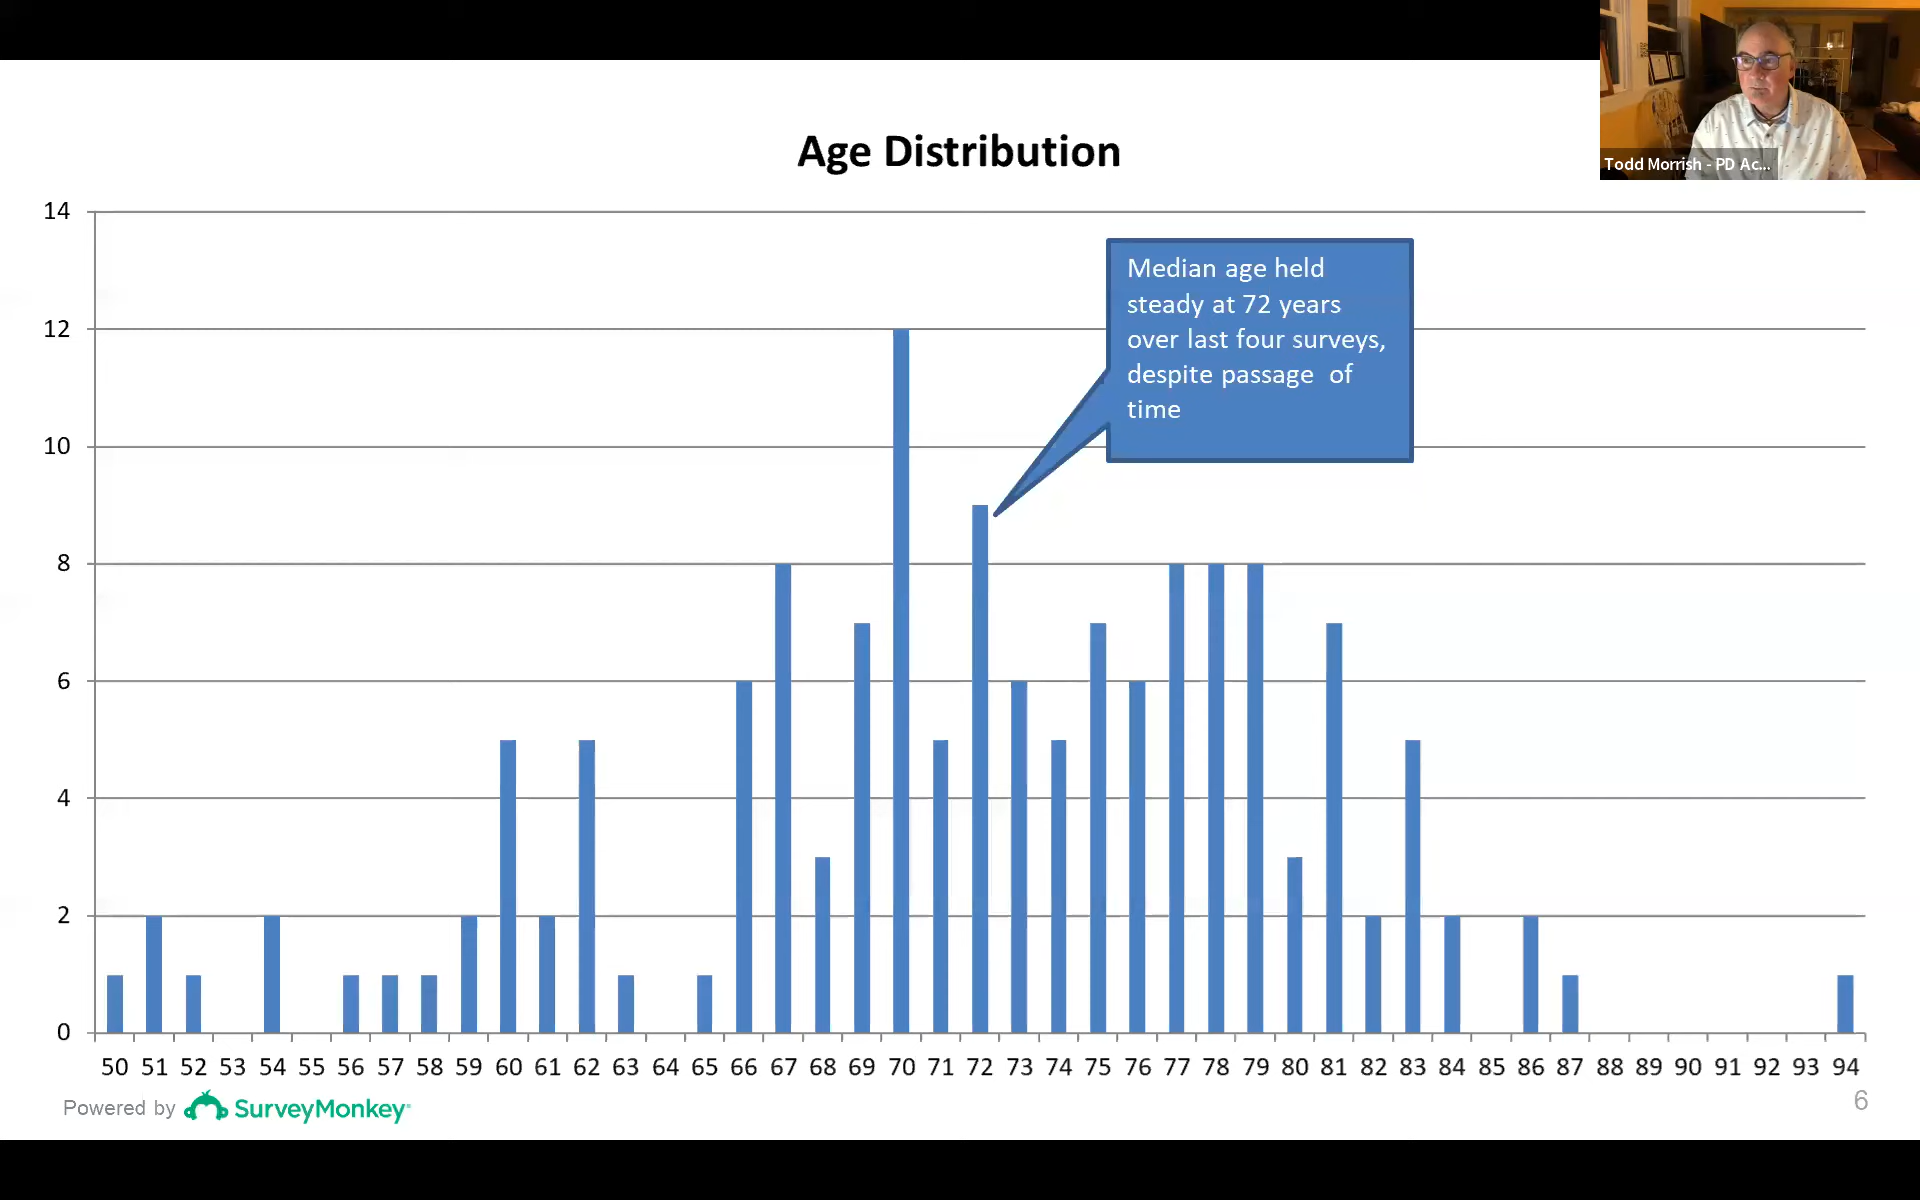 Todd Morrish - PD Ac...
Age Distribution
14
12
10
8
6
4
2
0
Median age held
steady at 72 years
over last four surveys,
despite passage of
time
50 51 52 53 54 55 56 57 58 59 60 61 62 63 64 65 66 67 68 69 70 71 72 73 74 75 76 77 78 79 80 81 82 83 84 85 86 87 88 89 90 91 92 93 94
Powered by SurveyMonkey
6